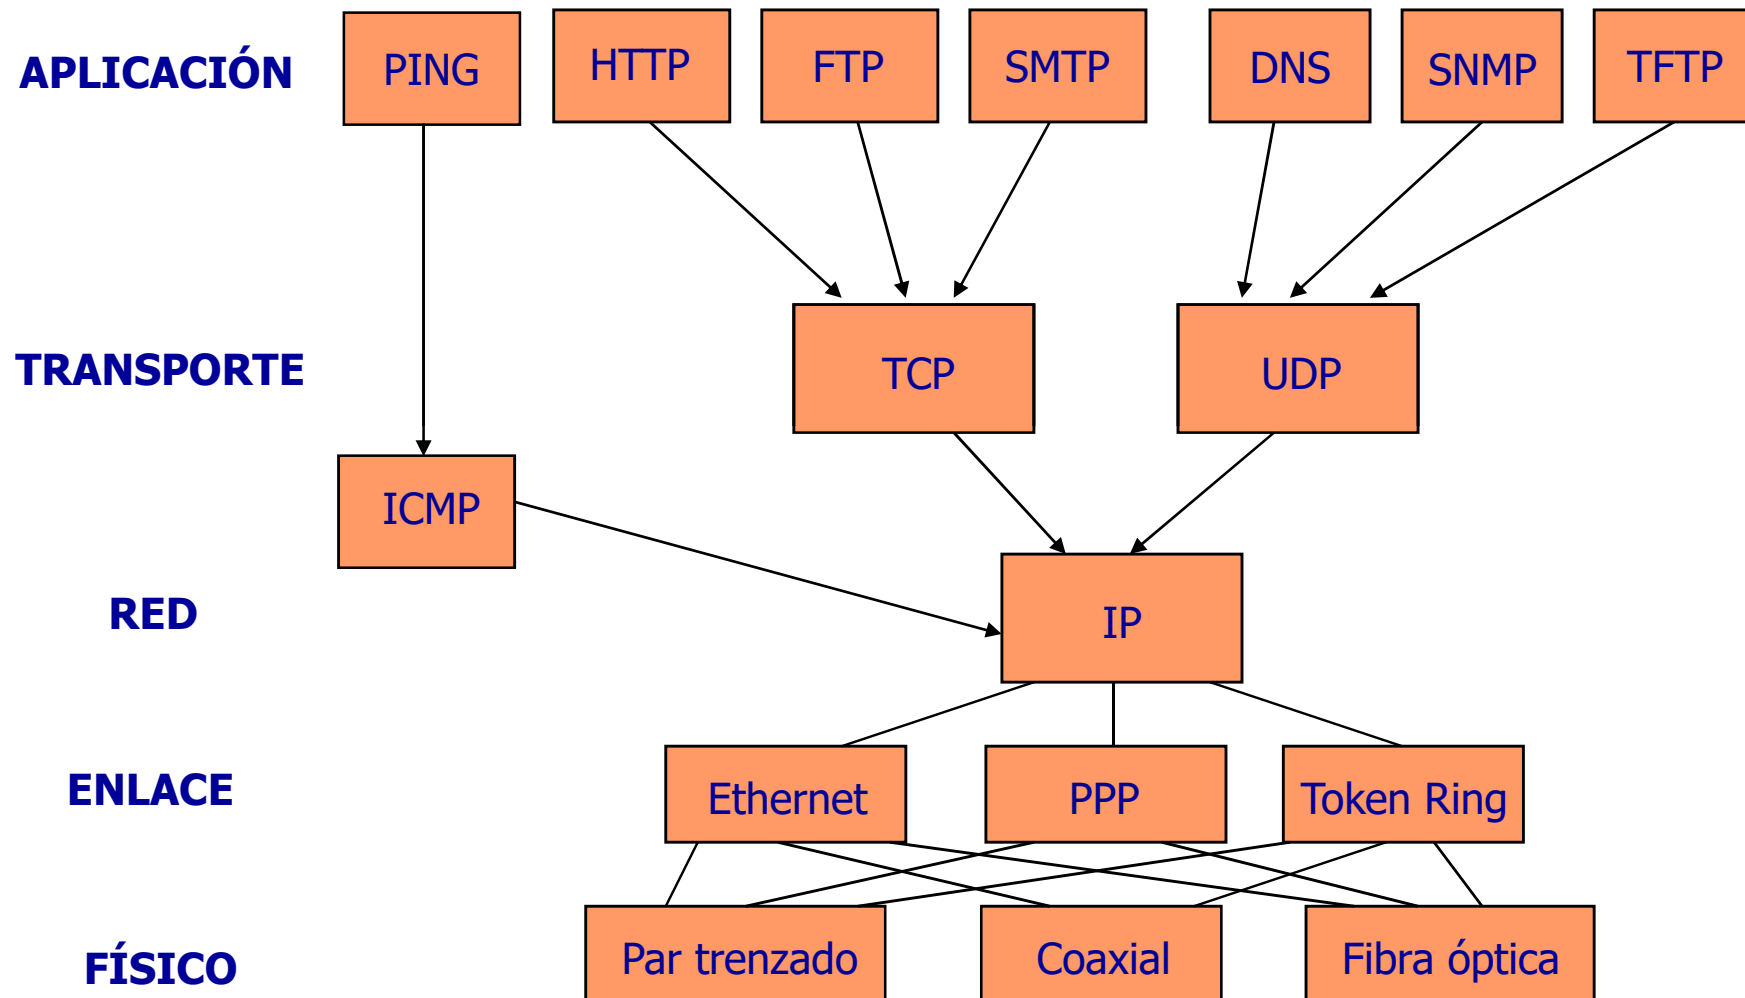 APLICACIÓN
PING
HTTP
FTP
SMTP
DNS
SNMP
TFTP
TRANSPORTE
TCP
UDP
ICMP
RED
IP
ENLACE
Ethernet
PPP
Token Ring
FÍSICO
Par trenzado
Coaxial
Fibra óptica